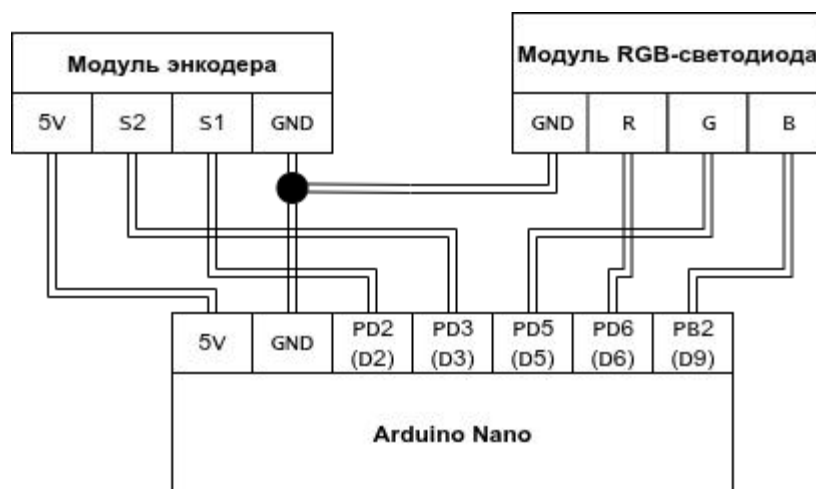 Модуль энкодера
5V S2 S1 GND
Модуль RGB-светодиода
GND R G B
5V GND PD2 PD3 PD5 PD6 PB2
(D2) (D3) (D5) (D6) (D9)
Arduino Nano